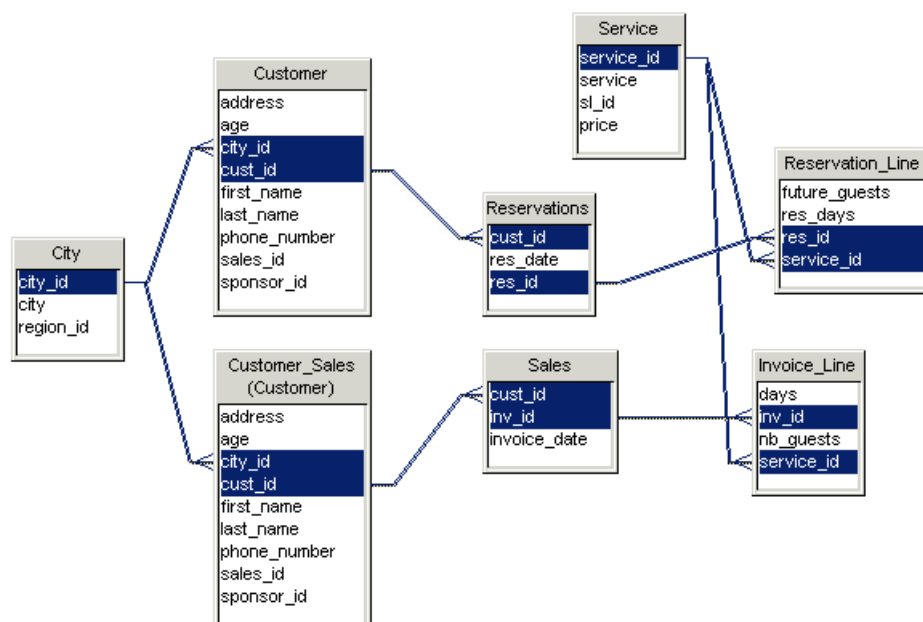 Service
service_id
service
sl_id
price
Customer
address
age
city_id
cust_id
first_name
last_name
phone_number
sales_id
sponsor_id
Reservation_Line
future_guests
res_days
res_id
service_id
Reservations
cust_id
res_date
res_id
City
city_id
city
region_id
Customer_Sales
(Customer)
address
age
city_id
cust_id
first_name
last_name
phone_number
sales_id
sponsor_id
Sales
cust_id
inv_id
invoice_date
Invoice_Line
days
inv_id
nb_guests
service_id